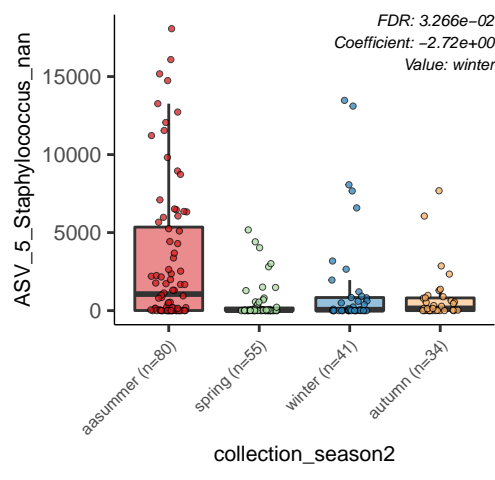 FDR: 3.266e−02
Coefficient: −2.72e+00
Value: winter
ASV_5_Staphylococcus_nan
15000
10000
5000
0
aasummer (n=80)
spring (n=55)
winter (n=41)
autumn (n=34)
collection_season2